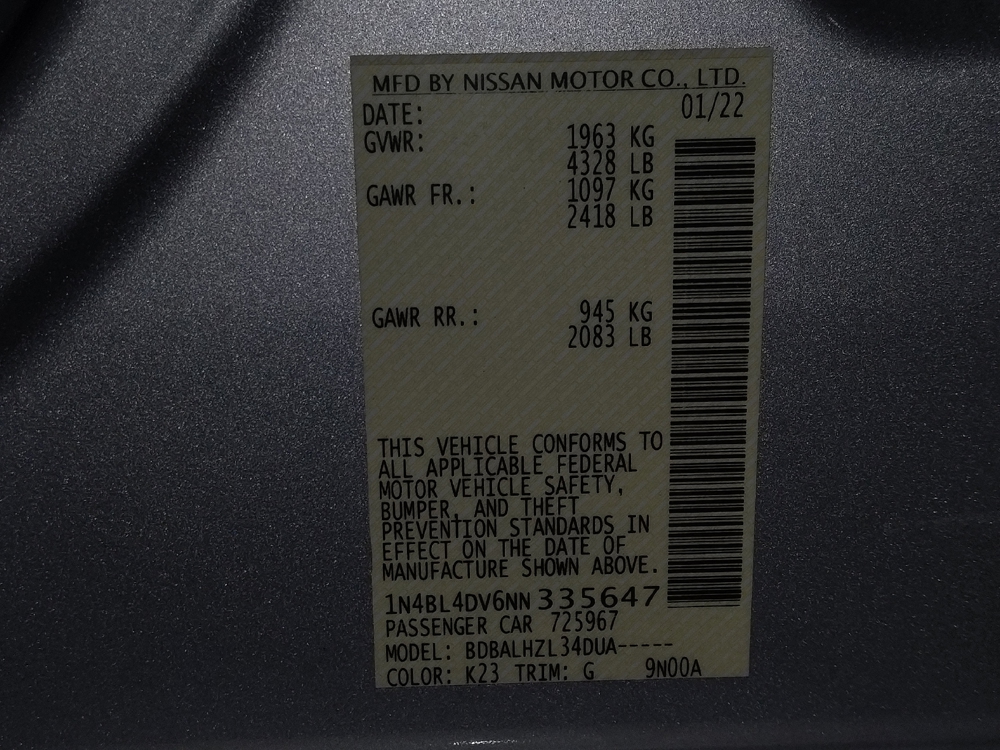 MFD BY NISSAN MOTOR CO., LTD.
DATE: 01/22
GVWR: 1963 KG
4328 LB
GAWR FR.: 1097 KG
2418 LB
GAWR RR.: 945 KG
2083 LB
THIS VEHICLE CONFORMS TO
ALL APPLICABLE FEDERAL
MOTOR VEHICLE SAFETY,
BUMPER, AND THEFT
PREVENTION STANDARDS IN
EFFECT ON THE DATE OF
MANUFACTURE SHOWN ABOVE.
1N4BL4DV6NN335647
PASSENGER CAR 725967
MODEL: BDBALHZL34DUA-----
COLOR: K23 TRIM: G 9N00A